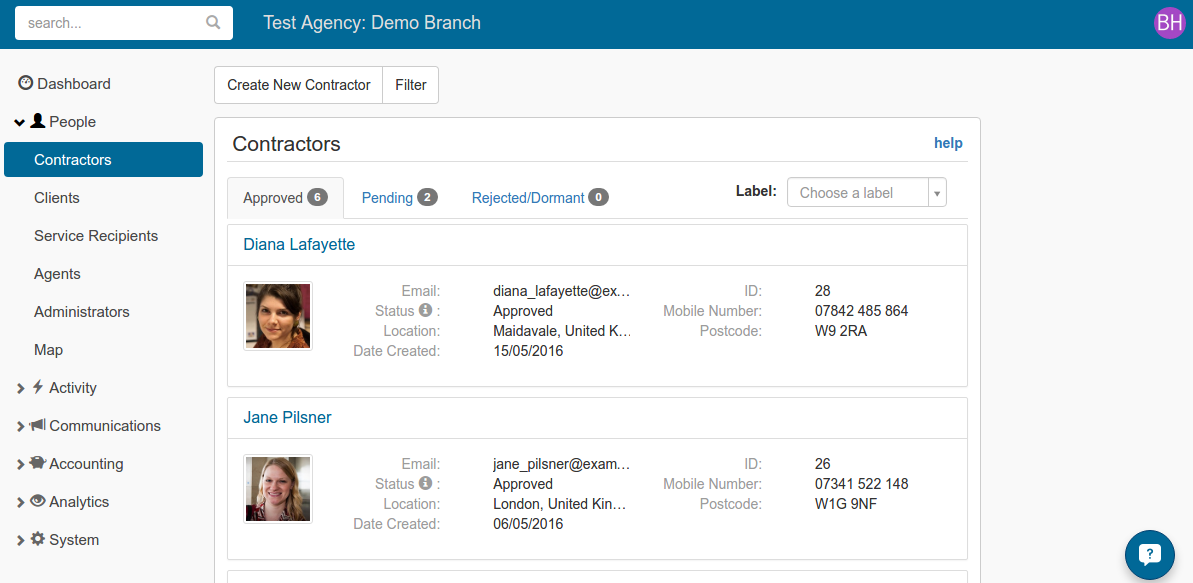 search...
Test Agency: Demo Branch
BH
Dashboard
People
Contractors
Clients
Service Recipients
Agents
Administrators
Map
Activity
Communications
Accounting
Analytics
System
Create New Contractor
Filter
Contractors
help
Approved 6
Pending 2
Rejected/Dormant 0
Label:
Choose a label
Diana Lafayette
Email: diana_lafayette@ex...
ID: 28
Status : Approved
Mobile Number: 07842 485 864
Location: Maidavale, United K...
Postcode: W9 2RA
Date Created: 15/05/2016
Jane Pilsner
Email: jane_pilsner@exam...
ID: 26
Status : Approved
Mobile Number: 07341 522 148
Location: London, United Kin...
Postcode: W1G 9NF
Date Created: 06/05/2016
?